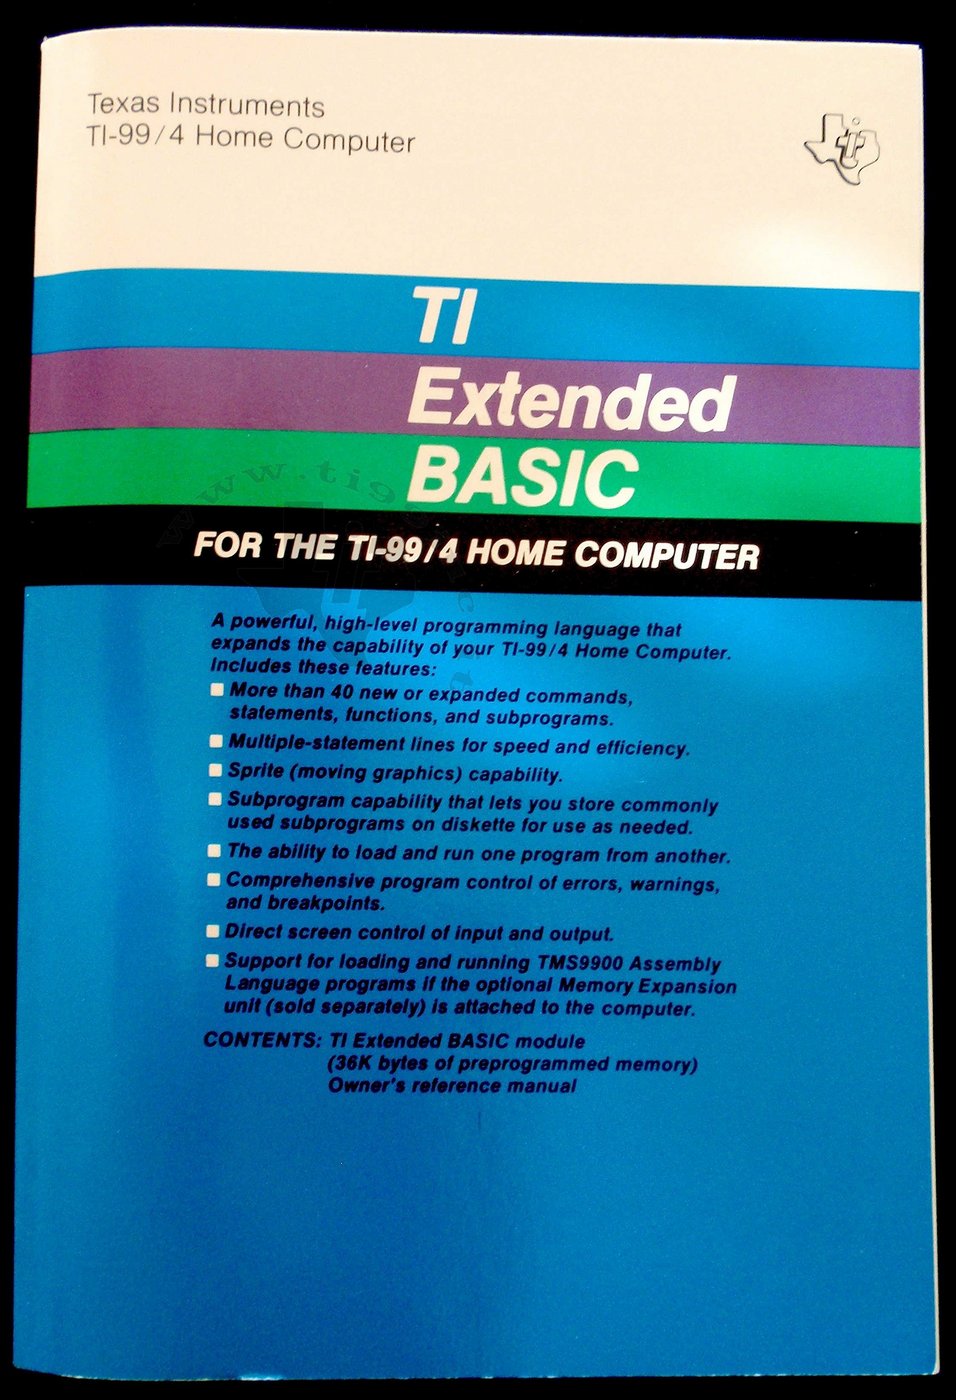 Texas Instruments
TI-99/4 Home Computer
TI
Extended
BASIC
FOR THE TI-99/4 HOME COMPUTER
A powerful, high-level programming language that
expands the capability of your TI-99/4 Home Computer.
Includes these features:
More than 40 new or expanded commands,
statements, functions, and subprograms.
Multiple-statement lines for speed and efficiency.
Sprite (moving graphics) capability.
Subprogram capability that lets you store commonly
used subprograms on diskette for use as needed.
The ability to load and run one program from another.
Comprehensive program control of errors, warnings,
and breakpoints.
Direct screen control of input and output.
Support for loading and running TMS9900 Assembly
Language programs if the optional Memory Expansion
unit (sold separately) is attached to the computer.
CONTENTS: TI Extended BASIC module
(36K bytes of preprogrammed memory)
Owner's reference manual